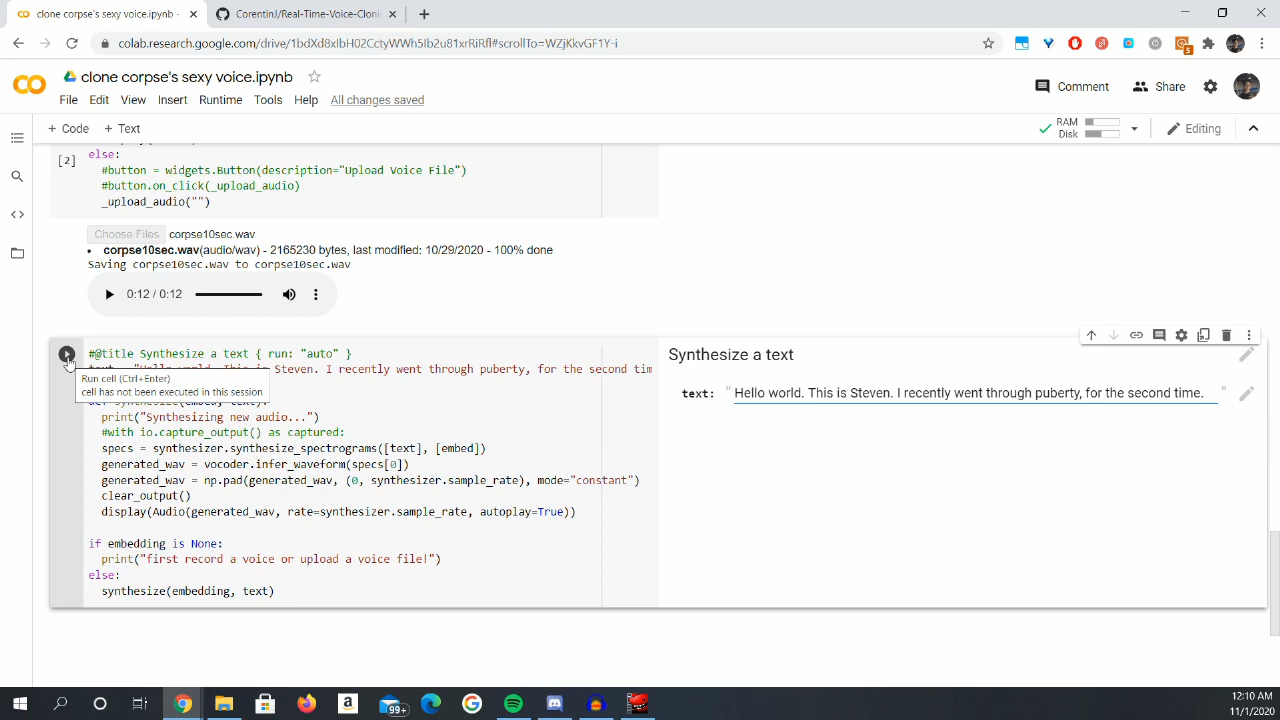 clone corpse's sexy voice.ipynb -
CorentinJ/Real-Time-Voice-Cloni
colab.research.google.com/drive/1bdXd8xIbH02CctyWWh5Ib2u81xrRiRfl#scrollTo=WZjKkvGF1Y-i
clone corpse's sexy voice.ipynb
Comment
Share
File Edit View Insert Runtime Tools Help All changes saved
+ Code + Text
RAM
Disk
Editing
else:
[2]
#button = widgets.Button(description="Upload Voice File")
#button.on_click(_upload_audio)
_upload_audio("")
Choose Files corpse10sec.wav
• corpse10sec.wav(audio/wav) - 2165230 bytes, last modified: 10/29/2020 - 100% done
Saving corpse10sec.wav to corpse10sec.wav
0:12 / 0:12
#@title Synthesize a text { run: "auto" }
Steven. I recently went through puberty, for the second tim
Run cell (Ctrl+Enter)
cell has not been executed in this session
print("Synthesizing new audio...")
#with io.capture_output() as captured:
specs = synthesizer.synthesize_spectrograms([text], [embed])
generated_wav = vocoder.infer_waveform(specs[0])
generated_wav = np.pad(generated_wav, (0, synthesizer.sample_rate), mode="constant")
clear_output()
display(Audio(generated_wav, rate=synthesizer.sample_rate, autoplay=True))
if embedding is None:
print("first record a voice or upload a voice file!")
else:
synthesize(embedding, text)
Synthesize a text
text: "Hello world. This is Steven. I recently went through puberty, for the second time. "
99+
12:10 AM
11/1/2020